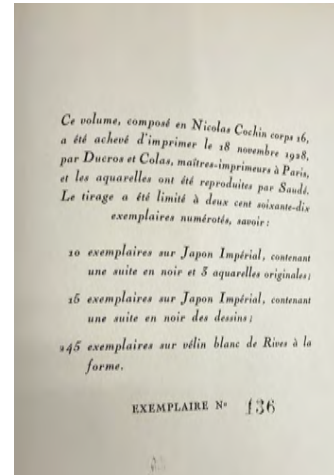 Ce volume, composé en Nicolas Cochin corps 16,
a été achevé d'imprimer le 18 novembre 1928,
par Ducros et Colas, maîtres-imprimeurs à Paris,
et les aquarelles ont été reproduites par Saudé.
Le tirage a été limité à deux cent soixante-dix
exemplaires numérotés, savoir :
10 exemplaires sur Japon Impérial, contenant
une suite en noir et 3 aquarelles originales ;
15 exemplaires sur Japon Impérial, contenant
une suite en noir des dessins ;
245 exemplaires sur vélin blanc de Rives à la
forme.
EXEMPLAIRE N° 136